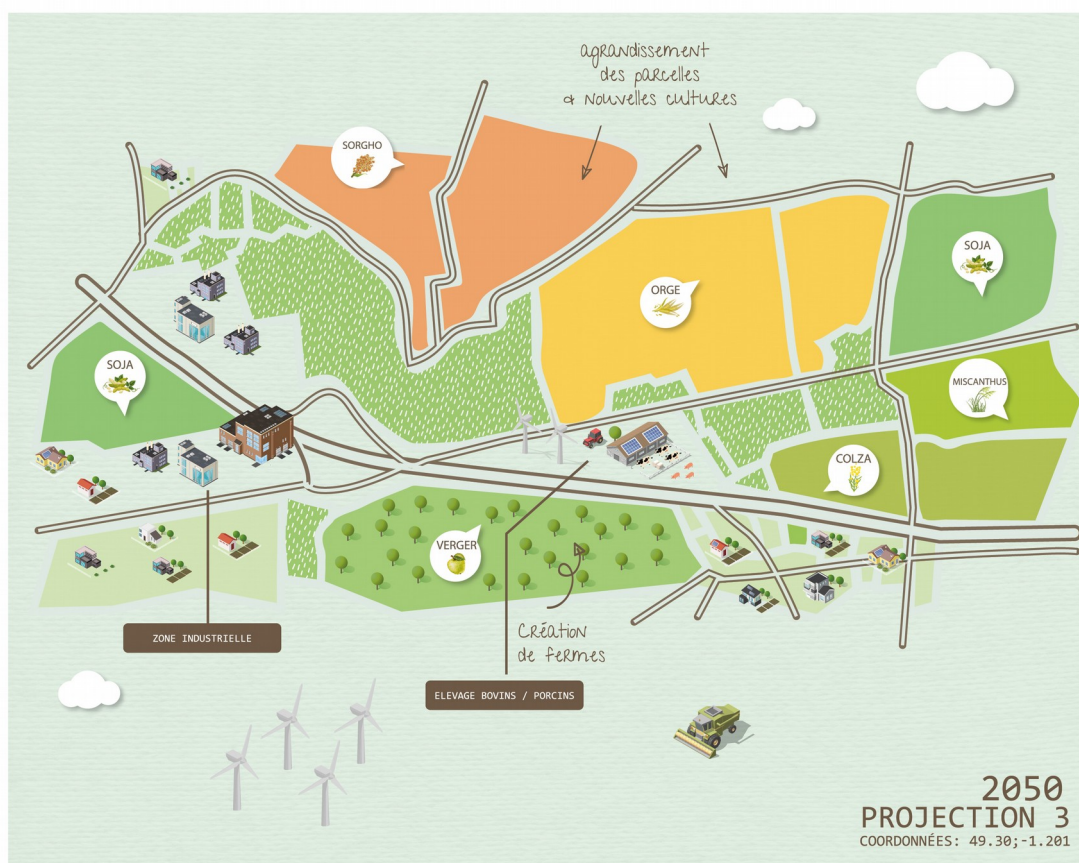 agrandissement
des parcelles
& Nouvelles cultures
SORGHO
SOJA
ORGE
MISCANTHUS
SOJA
COLZA
VERGER
ZONE INDUSTRIELLE
Création
de fermes
ELEVAGE BOVINS / PORCINS
2050
PROJECTION 3
COORDONNÉES: 49.30;-1.201